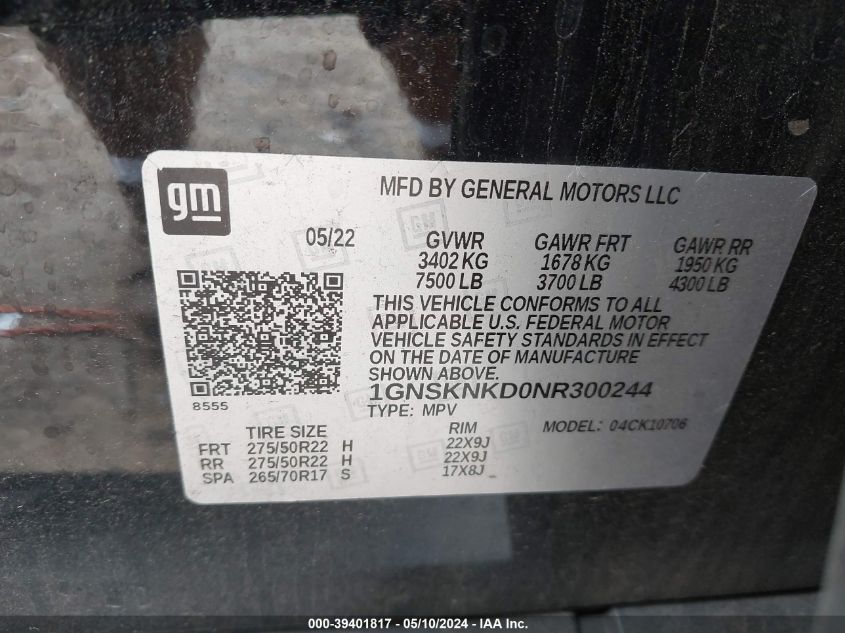 gm
MFD BY GENERAL MOTORS LLC
05/22 GVWR GAWR FRT GAWR RR
3402 KG 1678 KG 1950 KG
7500 LB 3700 LB 4300 LB
THIS VEHICLE CONFORMS TO ALL
APPLICABLE U.S. FEDERAL MOTOR
VEHICLE SAFETY STANDARDS IN EFFECT
ON THE DATE OF MANUFACTURE
SHOWN ABOVE.
8555 1GNSKNKD0NR300244
TYPE: MPV MODEL: 04CK10706
TIRE SIZE RIM
FRT 275/50R22 H 22X9J
RR 275/50R22 H 22X9J
SPA 265/70R17 S 17X8J
000-39401817 - 05/10/2024 - IAA Inc.